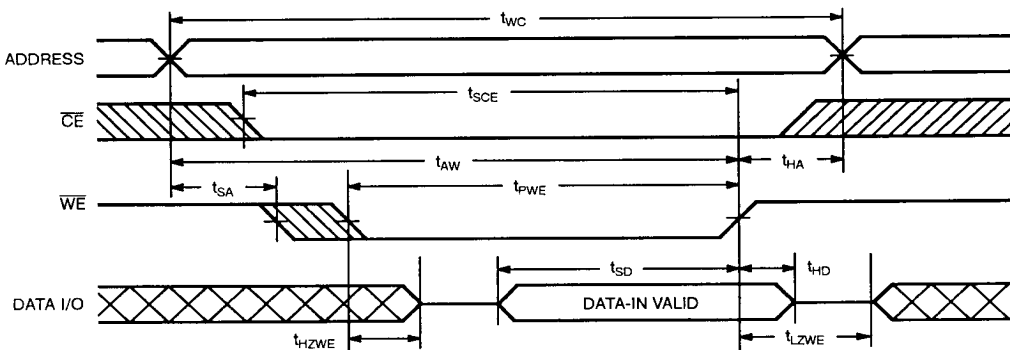 tWC
ADDRESS
tSCE
CE
tAW
tHA
tSA
tPWE
WE
tSD
tHD
DATA I/O
DATA-IN VALID
tHZWE
tLZWE